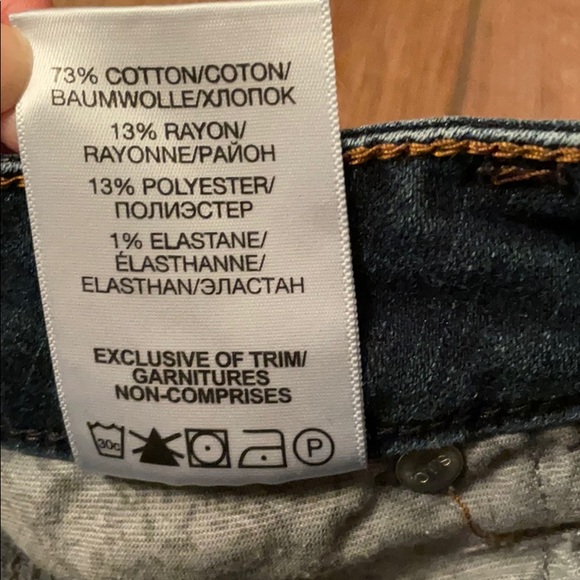 73% COTTON/COTON/
BAUMWOLLE/ХЛОПОК
13% RAYON/
RAYONNE/РАЙОН
13% POLYESTER/
ПОЛИЭСТЕР
1% ELASTANE/
ÉLASTHANNE/
ELASTHAN/ЭЛАСТАН
EXCLUSIVE OF TRIM/
GARNITURES
NON-COMPRISES
30c P